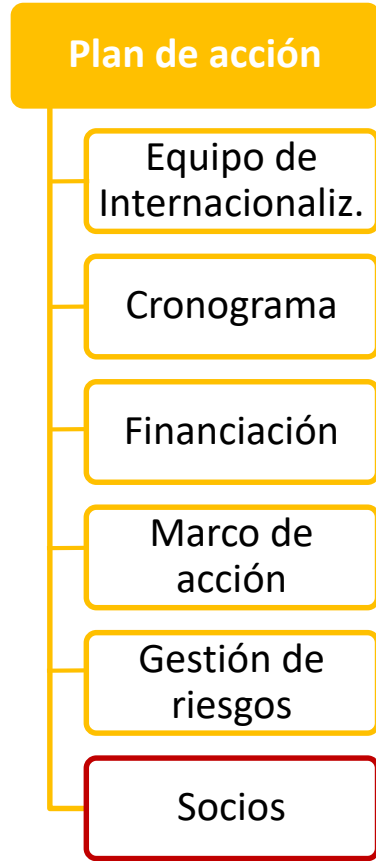 Plan de acción
Equipo de
Internacionaliz.
Cronograma
Financiación
Marco de
acción
Gestión de
riesgos
Socios